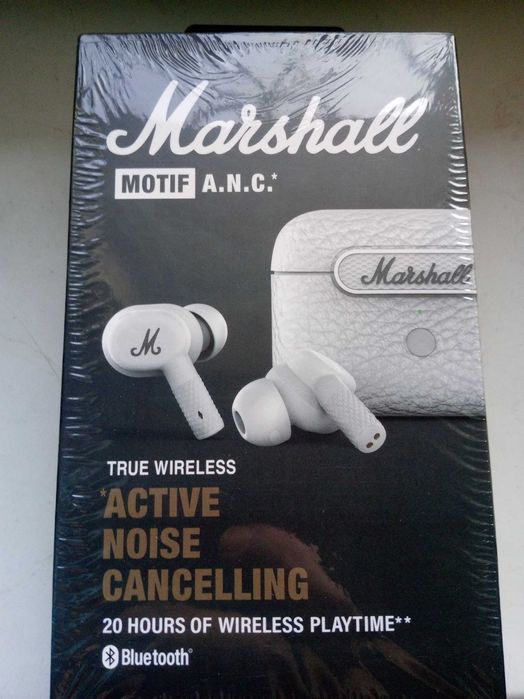 Marshall
MOTIF A.N.C.*
Marshall
M
TRUE WIRELESS
*ACTIVE
NOISE
CANCELLING
20 HOURS OF WIRELESS PLAYTIME**
Bluetooth®